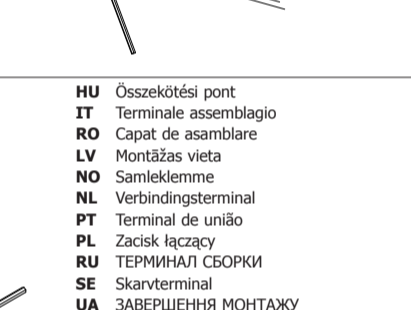 HU Összekötési pont
IT Terminale assemblagio
RO Capat de asamblare
LV Montāžas vieta
NO Samleklemme
NL Verbindingsterminal
PT Terminal de união
PL Zacisk łączący
RU ТЕРМИНАЛ СБОРКИ
SE Skarvterminal
UA ЗАВЕРШЕННЯ МОНТАЖУ